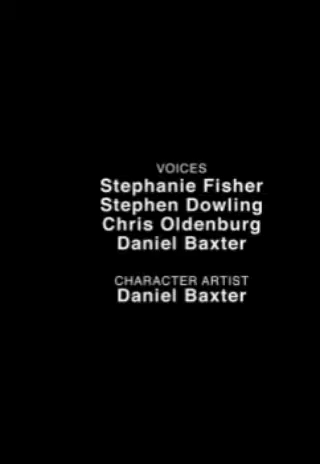 VOICES
Stephanie Fisher
Stephen Dowling
Chris Oldenburg
Daniel Baxter
CHARACTER ARTIST
Daniel Baxter